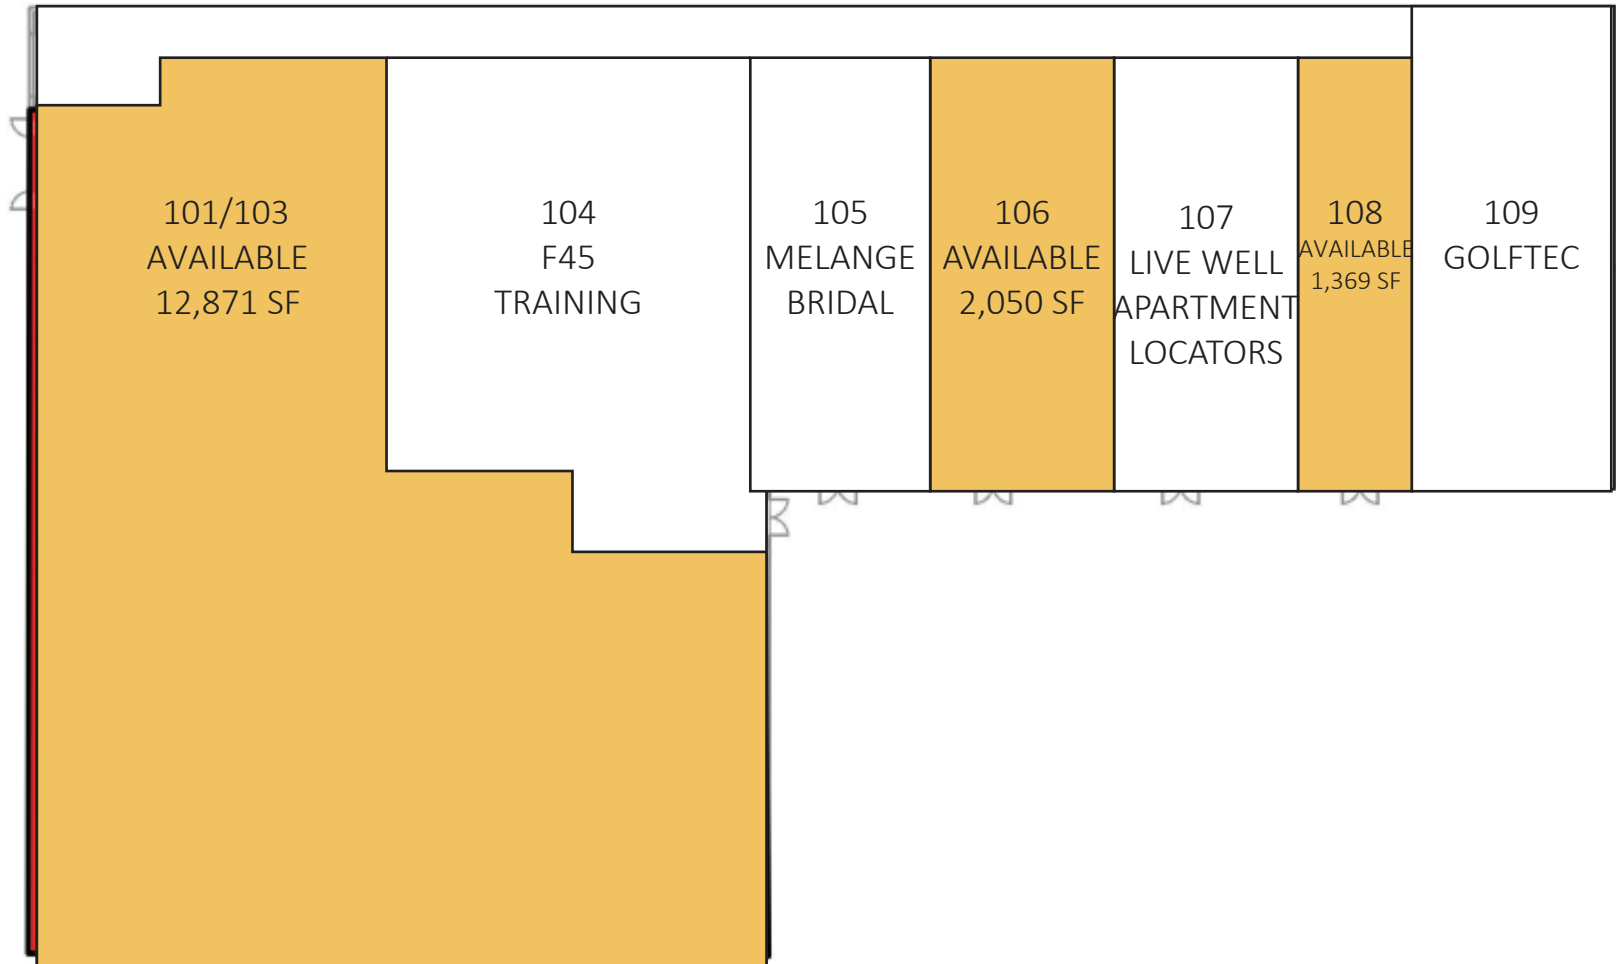 101/103
AVAILABLE
12,871 SF
104
F45
TRAINING
105
MELANGE
BRIDAL
106
AVAILABLE
2,050 SF
107
LIVE WELL
APARTMENT
LOCATORS
108
AVAILABLE
1,369 SF
109
GOLFTEC